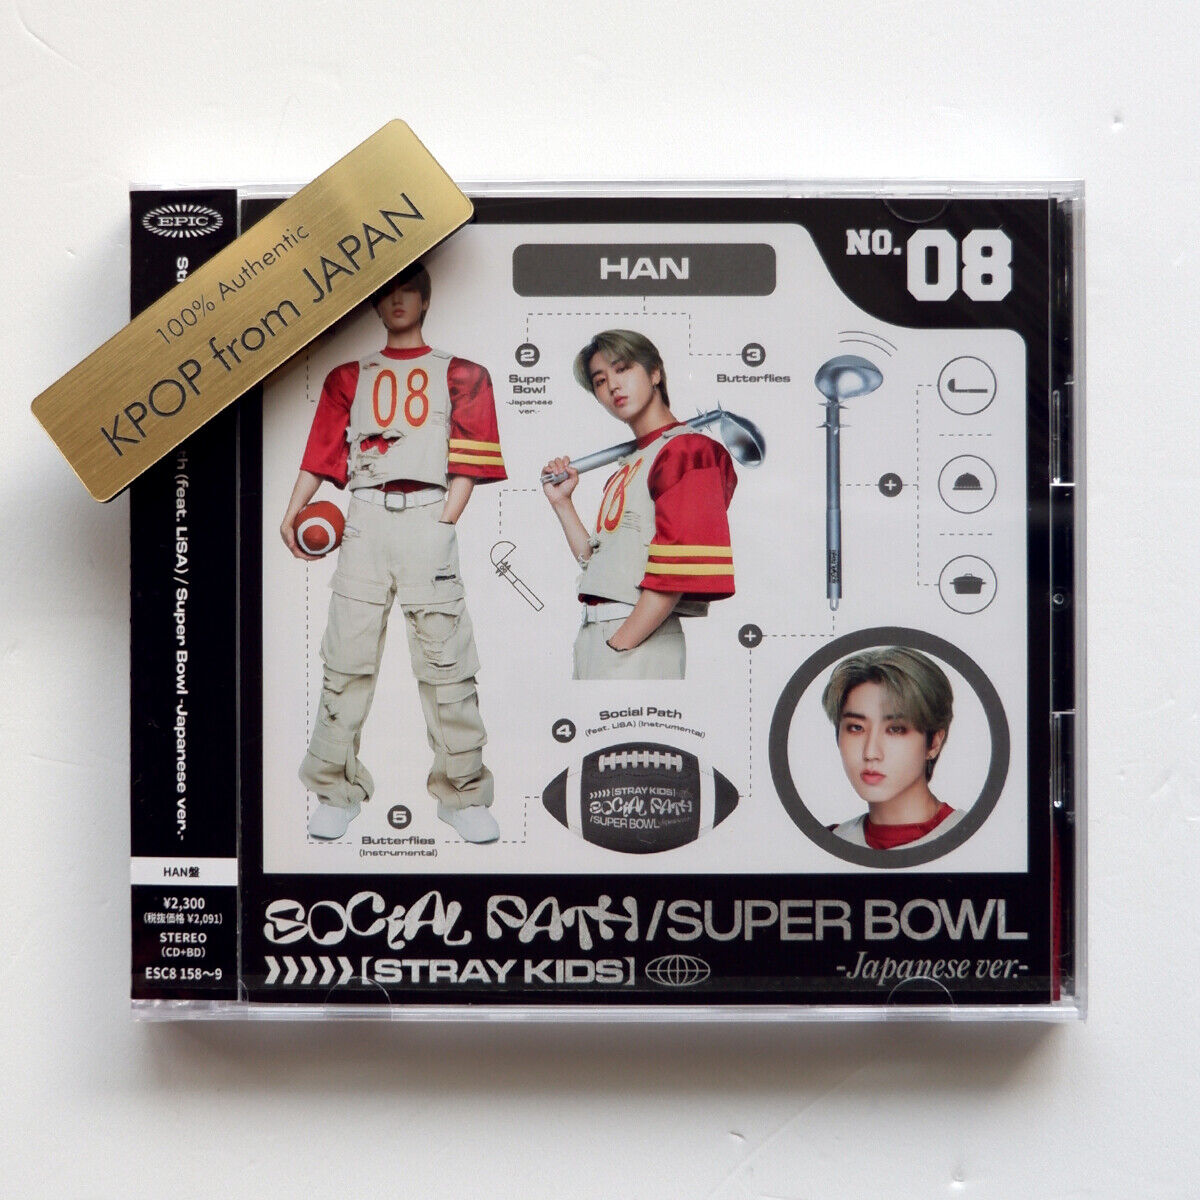 100% Authentic
KPOP from JAPAN
EPIC
St
h (feat. LiSA) / Super Bowl -Japanese ver.-
HAN盤
¥2,300
(税抜価格 ¥2,091)
STEREO
(CD+BD)
ESC8 158～9
HAN
NO. 08
2
Super
Bowl
-Japanese
ver.-
3
Butterflies
08
08
4
Social Path
(feat. LiSA) (Instrumental)
[STRAY KIDS]
SOCIAL PATH
/SUPER BOWL -Japanese ver.-
5
Butterflies
(Instrumental)
SOCIAL PATH/SUPER BOWL
[STRAY KIDS]
-Japanese ver.-